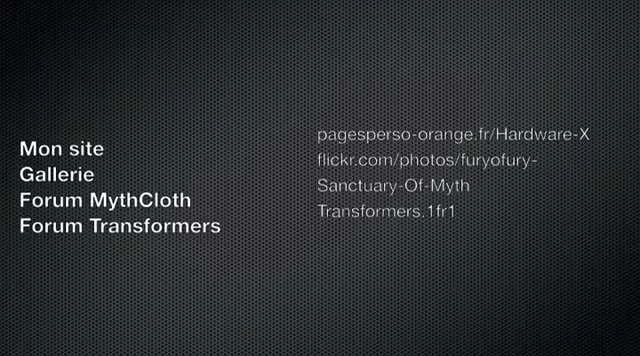 Mon site
Gallerie
Forum MythCloth
Forum Transformers
pagesperso-orange.fr/Hardware-X
flickr.com/photos/furyofury-
Sanctuary-Of-Myth
Transformers.1fr1